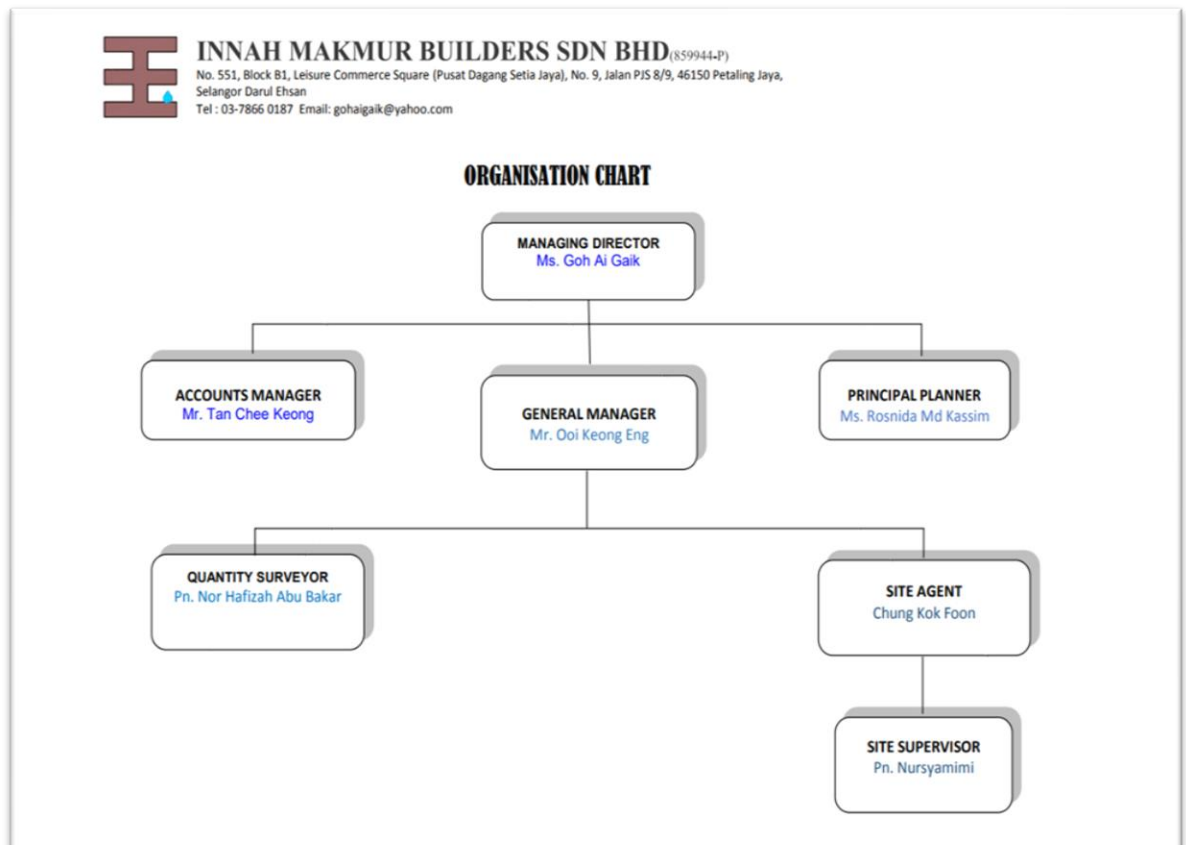 INNAH MAKMUR BUILDERS SDN BHD(859944-P)
No. 551, Block B1, Leisure Commerce Square (Pusat Dagang Setia Jaya), No. 9, Jalan PJS 8/9, 46150 Petaling Jaya,
Selangor Darul Ehsan
Tel : 03-7866 0187 Email: gohaigaik@yahoo.com
ORGANISATION CHART
MANAGING DIRECTOR
Ms. Goh Ai Gaik
ACCOUNTS MANAGER
Mr. Tan Chee Keong
GENERAL MANAGER
Mr. Ooi Keong Eng
PRINCIPAL PLANNER
Ms. Rosnida Md Kassim
QUANTITY SURVEYOR
Pn. Nor Hafizah Abu Bakar
SITE AGENT
Chung Kok Foon
SITE SUPERVISOR
Pn. Nursyamimi